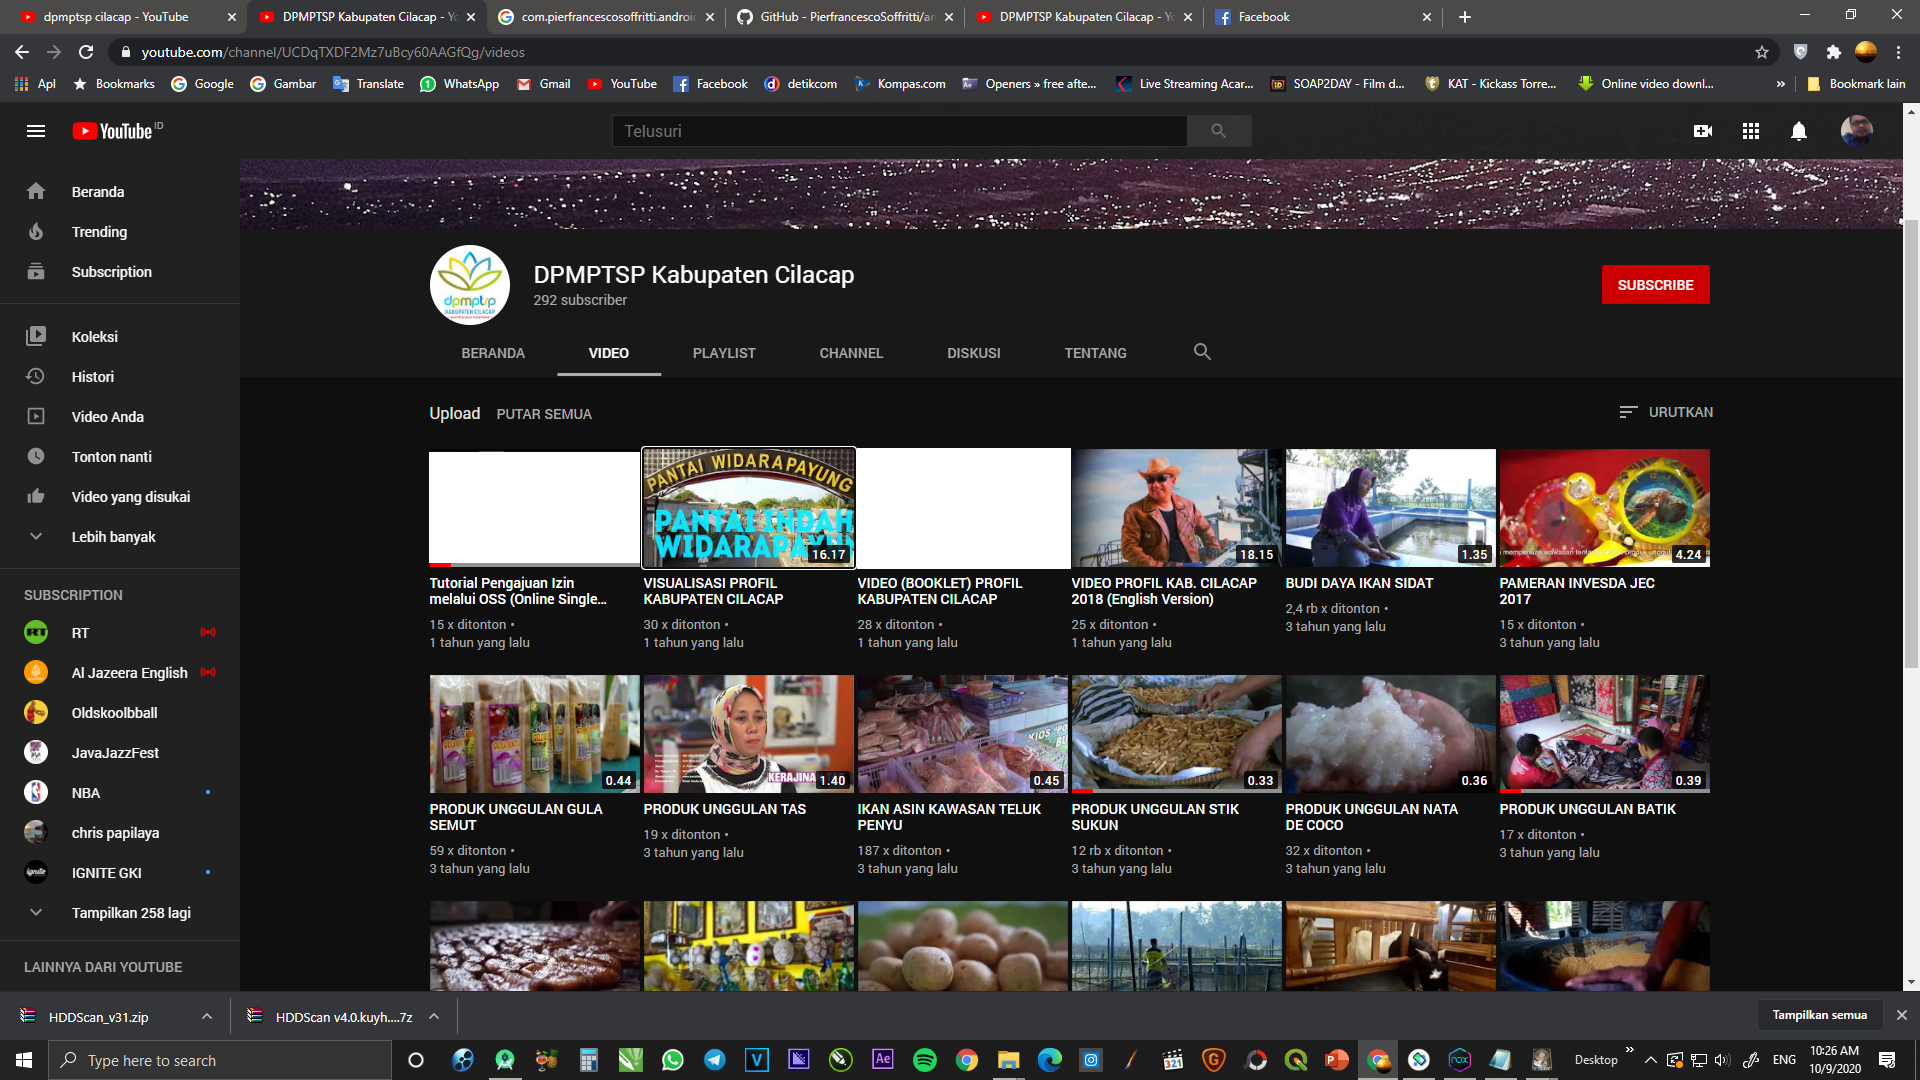 dpmptsp cilacap - YouTube
DPMPTSP Kabupaten Cilacap - Yo
com.pierfrancescosoffritti.androi
GitHub - PierfrancescoSoffritti/an
DPMPTSP Kabupaten Cilacap - Yo
Facebook
youtube.com/channel/UCDqTXDF2Mz7uBcy60AAGfQg/videos
Apl
Bookmarks
Google
Gambar
Translate
WhatsApp
Gmail
YouTube
Facebook
detikcom
Kompas.com
Openers » free afte...
Live Streaming Acar...
SOAP2DAY - Film d...
KAT - Kickass Torre...
Online video downl...
»
Bookmark lain
YouTube ID
Telusuri
Beranda
Trending
Subscription
Koleksi
Histori
Video Anda
Tonton nanti
Video yang disukai
Lebih banyak
SUBSCRIPTION
RT
Al Jazeera English
Oldskoolbball
JavaJazzFest
NBA
chris papilaya
IGNITE GKI
Tampilkan 258 lagi
LAINNYA DARI YOUTUBE
dpmptsp
KABUPATEN CILACAP
DPMPTSP Kabupaten Cilacap
292 subscriber
SUBSCRIBE
BERANDA
VIDEO
PLAYLIST
CHANNEL
DISKUSI
TENTANG
Upload
PUTAR SEMUA
URUTKAN
PANTAI WIDARAPAYUNG
PANTAI INDAH
WIDARAPAYUN
16.17
18.15
1.35
4.24
Tutorial Pengajuan Izin
melalui OSS (Online Single...
15 x ditonton •
1 tahun yang lalu
VISUALISASI PROFIL
KABUPATEN CILACAP
30 x ditonton •
1 tahun yang lalu
VIDEO (BOOKLET) PROFIL
KABUPATEN CILACAP
28 x ditonton •
1 tahun yang lalu
VIDEO PROFIL KAB. CILACAP
2018 (English Version)
25 x ditonton •
1 tahun yang lalu
BUDI DAYA IKAN SIDAT
2,4 rb x ditonton •
3 tahun yang lalu
PAMERAN INVESDA JEC
2017
15 x ditonton •
3 tahun yang lalu
0.44
KERAJINA
1.40
0.45
0.33
0.36
0.39
PRODUK UNGGULAN GULA
SEMUT
59 x ditonton •
3 tahun yang lalu
PRODUK UNGGULAN TAS
19 x ditonton •
3 tahun yang lalu
IKAN ASIN KAWASAN TELUK
PENYU
187 x ditonton •
3 tahun yang lalu
PRODUK UNGGULAN STIK
SUKUN
12 rb x ditonton •
3 tahun yang lalu
PRODUK UNGGULAN NATA
DE COCO
32 x ditonton •
3 tahun yang lalu
PRODUK UNGGULAN BATIK
17 x ditonton •
3 tahun yang lalu
HDDScan_v31.zip
HDDScan v4.0.kuyh....7z
Tampilkan semua
Type here to search
Desktop
»
ENG
10:26 AM
10/9/2020